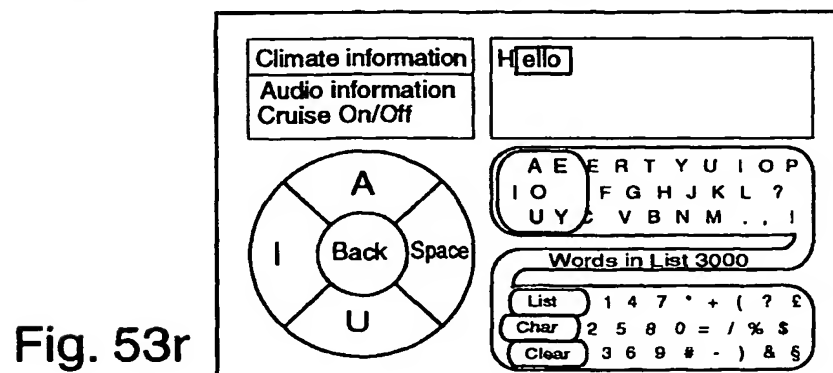 Climate information
Audio information
Cruise On/Off
Hello
A
I
Back
Space
U
A E E R T Y U I O P
I O F G H J K L ?
U Y C V B N M . , !
Words in List 3000
List 1 4 7 * + ( ? £
Char 2 5 8 0 = / % $
Clear 3 6 9 # - ) & §
Fig. 53r